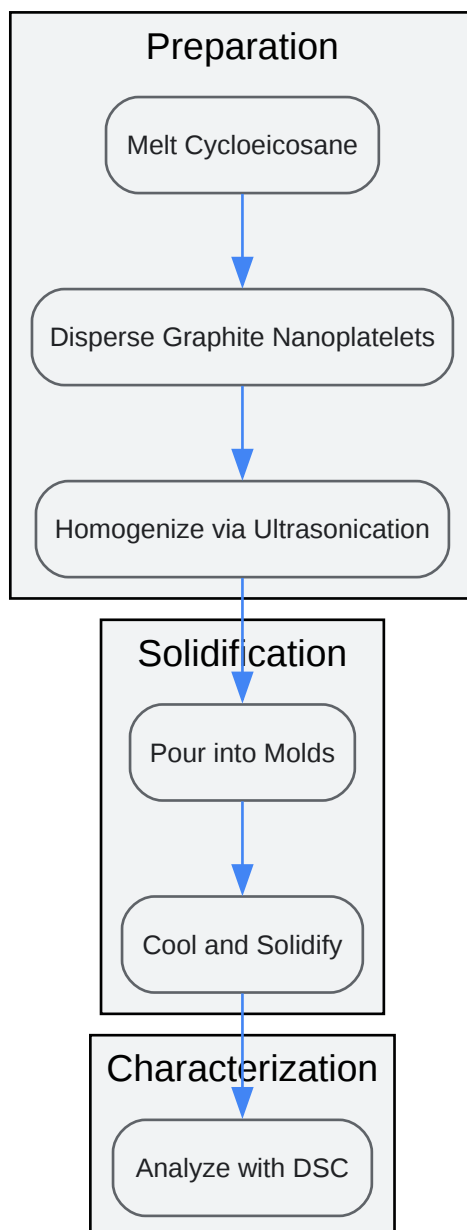 Preparation
Melt Cycloeicosane
Disperse Graphite Nanoplatelets
Homogenize via Ultrasonication
Solidification
Pour into Molds
Cool and Solidify
Characterization
Analyze with DSC